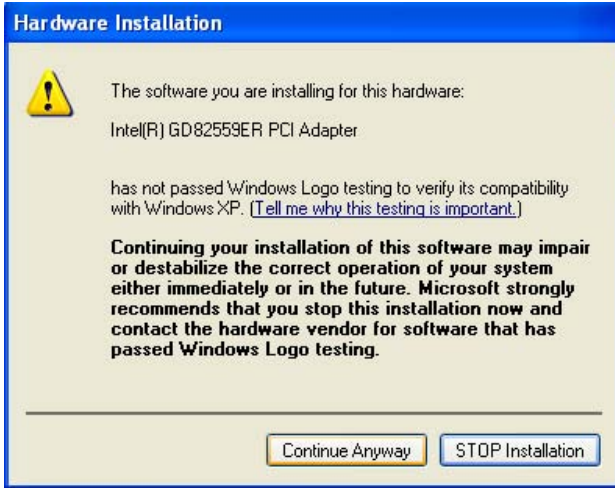 Hardware Installation
The software you are installing for this hardware:
Intel(R) GD82559ER PCI Adapter
has not passed Windows Logo testing to verify its compatibility
with Windows XP. (Tell me why this testing is important.)
Continuing your installation of this software may impair
or destabilize the correct operation of your system
either immediately or in the future. Microsoft strongly
recommends that you stop this installation now and
contact the hardware vendor for software that has
passed Windows Logo testing.
Continue Anyway
STOP Installation